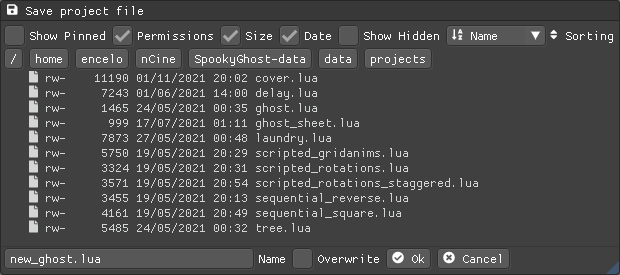 Save project file
Show Pinned Permissions Size Date Show Hidden Name Sorting
/ home encelo nCine SpookyGhost-data data projects
rw- 11190 01/11/2021 20:02 cover.lua
rw- 7243 01/06/2021 14:00 delay.lua
rw- 1465 24/05/2021 00:35 ghost.lua
rw- 999 17/07/2021 01:11 ghost_sheet.lua
rw- 7873 27/05/2021 00:48 laundry.lua
rw- 5750 19/05/2021 20:29 scripted_gridanims.lua
rw- 3324 19/05/2021 20:31 scripted_rotations.lua
rw- 3571 19/05/2021 20:54 scripted_rotations_staggered.lua
rw- 3455 19/05/2021 20:13 sequential_reverse.lua
rw- 4161 19/05/2021 20:49 sequential_square.lua
rw- 5485 24/05/2021 00:32 tree.lua
new_ghost.lua Name Overwrite Ok Cancel